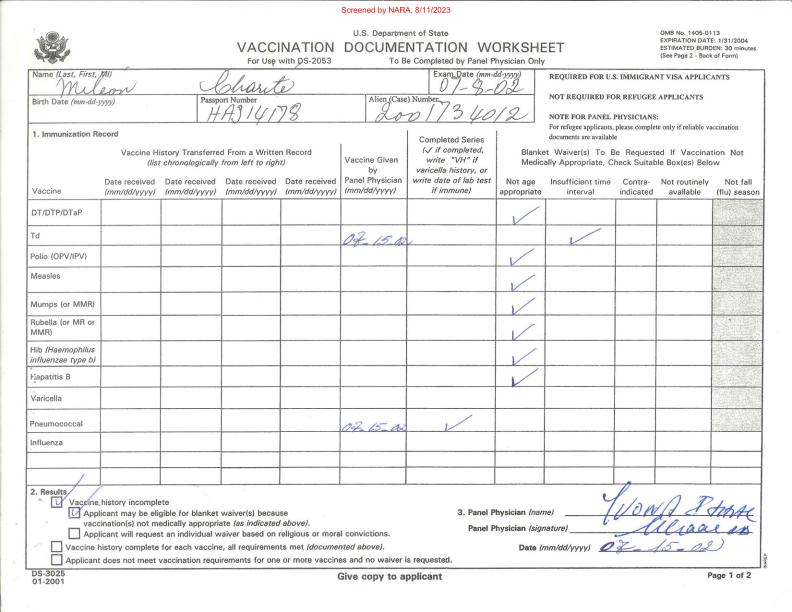 Screened by NARA, 8/11/2023
U.S. Department of State
VACCINATION DOCUMENTATION WORKSHEET
For Use with DS-2053 To Be Completed by Panel Physician Only
OMB No. 1405-0113
EXPIRATION DATE: 1/31/2004
ESTIMATED BURDEN: 30 minutes
(See Page 2 - Back of Form)
Name (Last, First, MI) Exam Date (mm-dd-yyyy)
Mileon Charite 07-8-02
Birth Date (mm-dd-yyyy) Passport Number Alien (Case) Number
HA914178 2001734012
REQUIRED FOR U.S. IMMIGRANT VISA APPLICANTS
NOT REQUIRED FOR REFUGEE APPLICANTS
NOTE FOR PANEL PHYSICIANS:
For refugee applicants, please complete only if reliable vaccination
documents are available
1. Immunization Record
Vaccine History Transferred From a Written Record
(list chronologically from left to right)
Vaccine
Date received (mm/dd/yyyy) Date received (mm/dd/yyyy) Date received (mm/dd/yyyy) Date received (mm/dd/yyyy)
Vaccine Given
by
Panel Physician
(mm/dd/yyyy)
Completed Series
(✓ if completed,
write "VH" if
varicella history, or
write date of lab test
if immune)
Blanket Waiver(s) To Be Requested If Vaccination Not
Medically Appropriate, Check Suitable Box(es) Below
Not age appropriate Insufficient time interval Contra-indicated Not routinely available Not fall (flu) season
DT/DTP/DTaP ✓
Td 07-15-02 ✓
Polio (OPV/IPV) ✓
Measles ✓
Mumps (or MMR) ✓
Rubella (or MR or
MMR) ✓
Hib (Haemophilus
influenzae type b) ✓
Hepatitis B ✓
Varicella
Pneumococcal 07-15-02 ✓
Influenza
2. Results
✓ Vaccine history incomplete
✓ Applicant may be eligible for blanket waiver(s) because
vaccination(s) not medically appropriate (as indicated above).
Applicant will request an individual waiver based on religious or moral convictions.
Vaccine history complete for each vaccine, all requirements met (documented above).
Applicant does not meet vaccination requirements for one or more vaccines and no waiver is requested.
3. Panel Physician (name)
Panel Physician (signature)
Date (mm/dd/yyyy) 07-15-02
DS-3025
01-2001
Give copy to applicant
Page 1 of 2